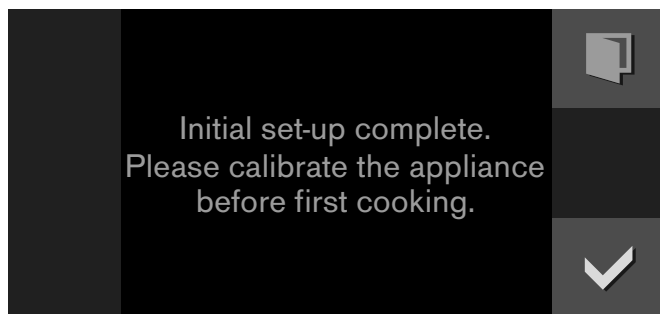 Initial set-up complete.
Please calibrate the appliance
before first cooking.